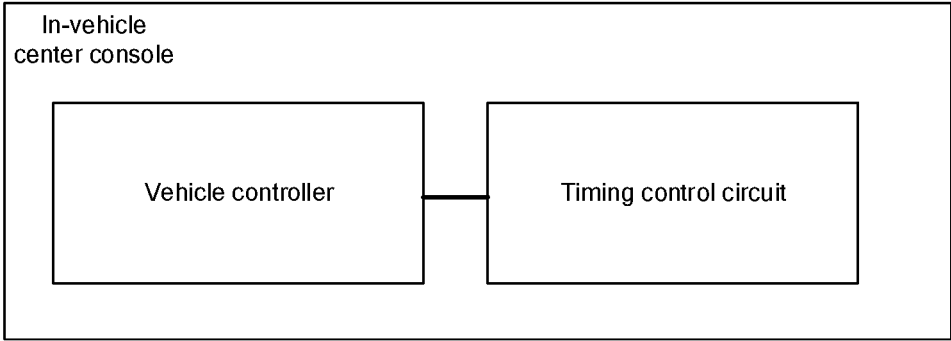 In-vehicle
center console
Vehicle controller
Timing control circuit